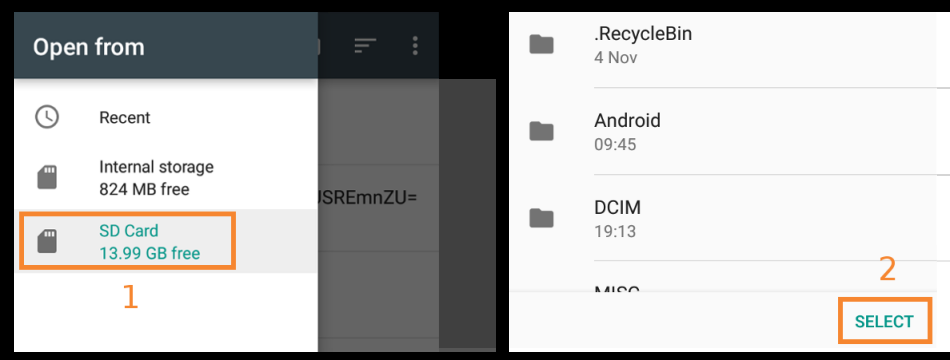 Open from
Recent
Internal storage
824 MB free
JSREmnZU=
SD Card
13.99 GB free
1
.RecycleBin
4 Nov
Android
09:45
DCIM
19:13
MISC
2
SELECT